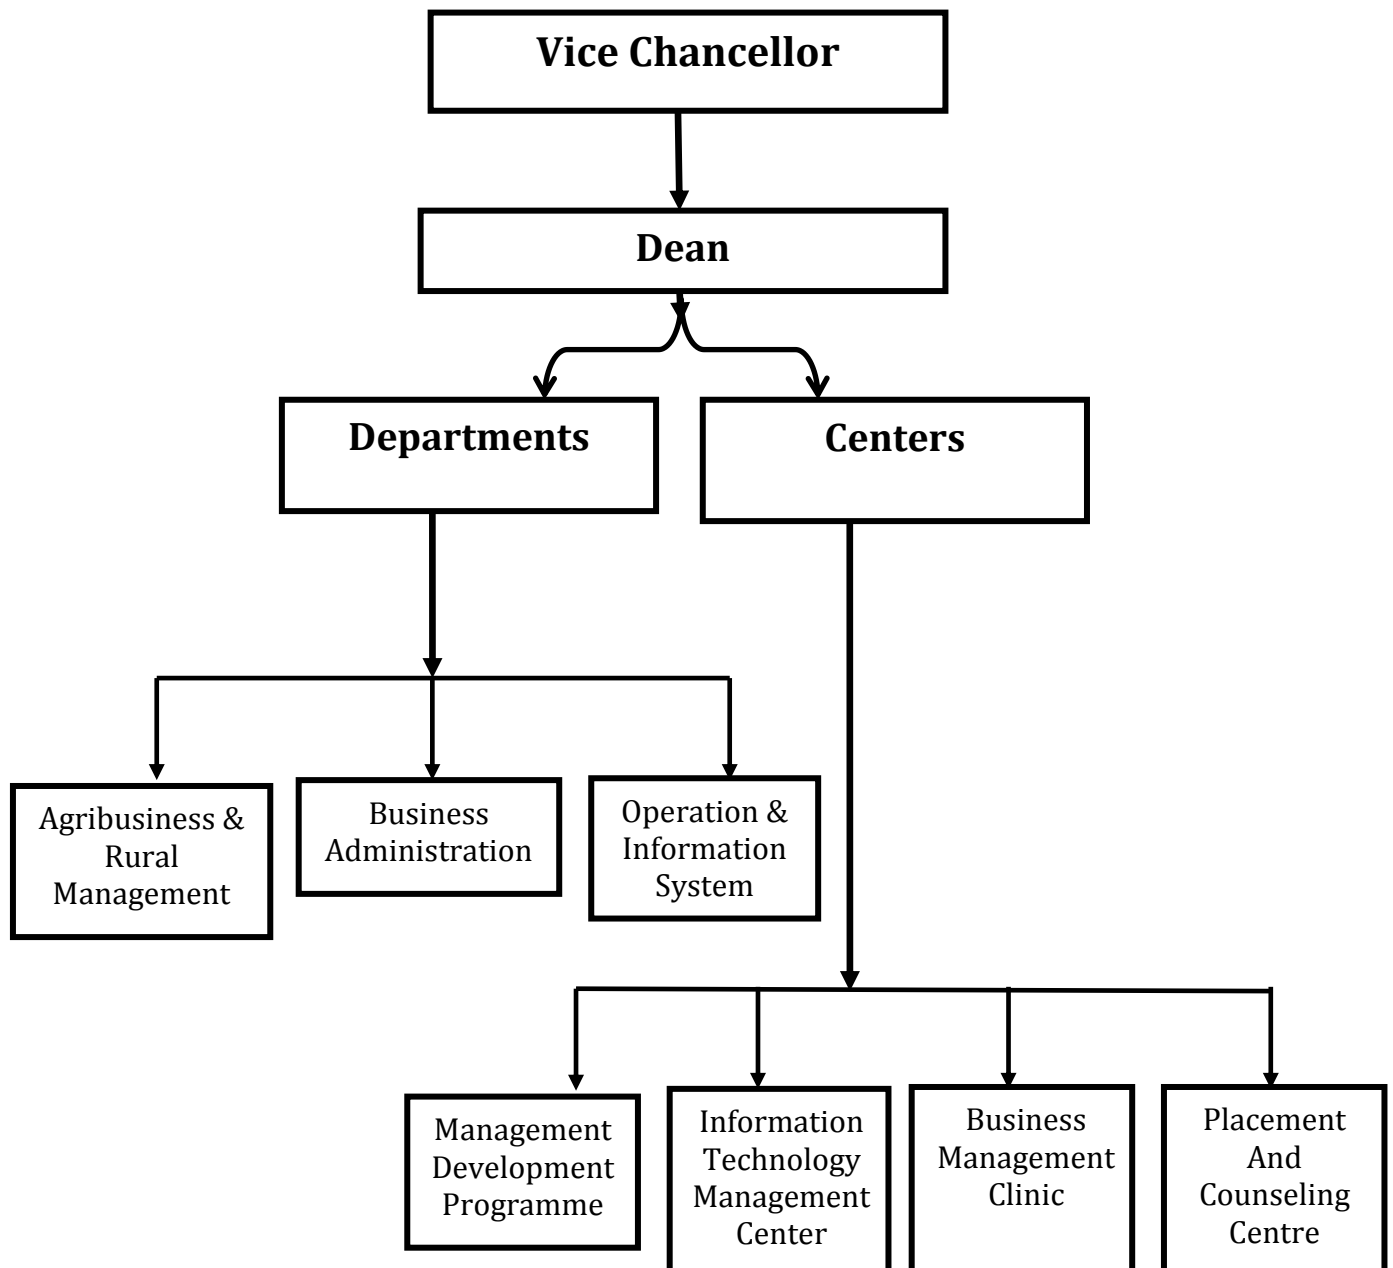 Vice Chancellor
Dean
Departments
Centers
Agribusiness &
Rural
Management
Business
Administration
Operation &
Information
System
Management
Development
Programme
Information
Technology
Management
Center
Business
Management
Clinic
Placement
And
Counseling
Centre